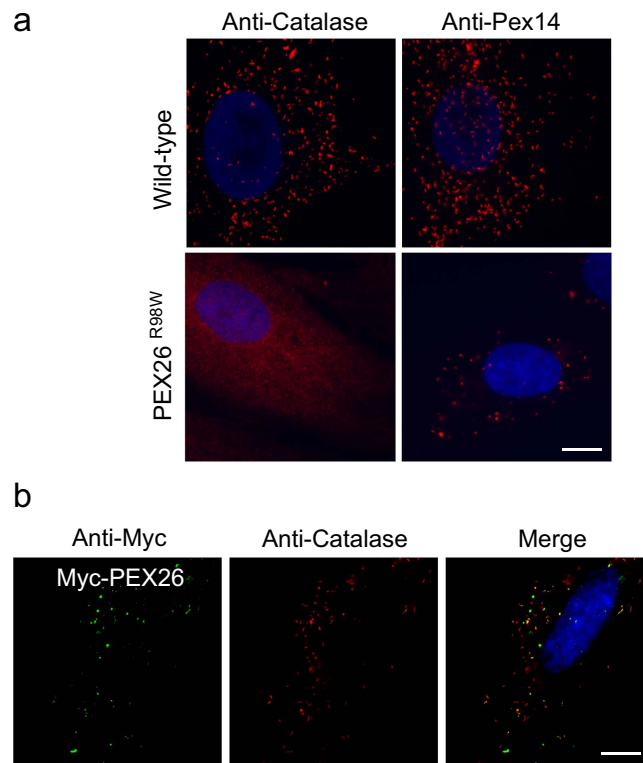 a
Anti-Catalase Anti-Pex14
Wild-type
PEX26 R98W
b
Anti-Myc Anti-Catalase Merge
Myc-PEX26